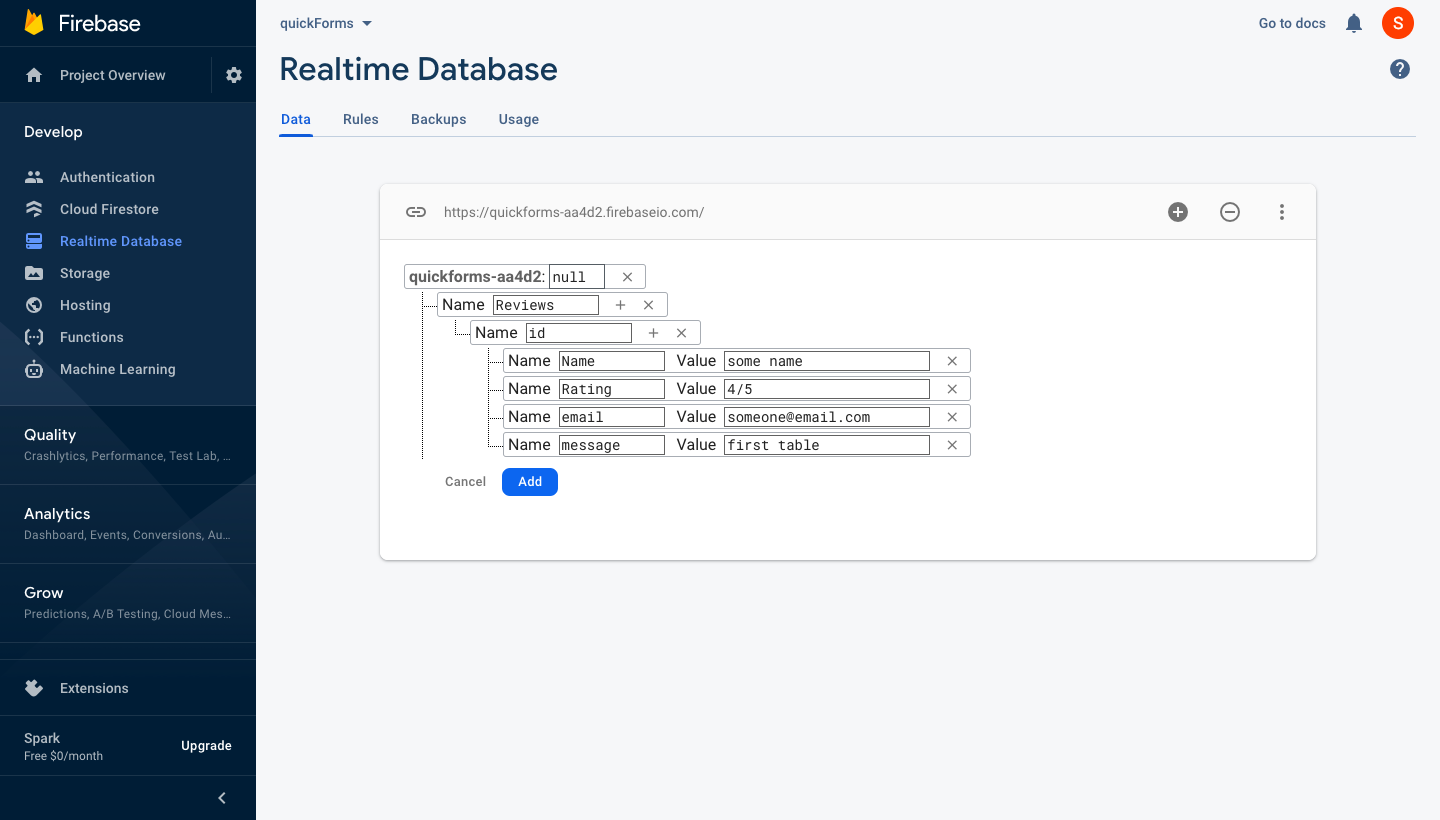 Firebase
quickForms
Go to docs
S
Project Overview
Realtime Database
?
Data Rules Backups Usage
Develop
Authentication
Cloud Firestore
Realtime Database
Storage
Hosting
Functions
Machine Learning
Quality
Crashlytics, Performance, Test Lab, ...
Analytics
Dashboard, Events, Conversions, Au...
Grow
Predictions, A/B Testing, Cloud Mes...
Extensions
Spark
Free $0/month
Upgrade
https://quickforms-aa4d2.firebaseio.com/
quickforms-aa4d2: null
Name Reviews
Name id
Name Name Value some name
Name Rating Value 4/5
Name email Value someone@email.com
Name message Value first table
Cancel Add